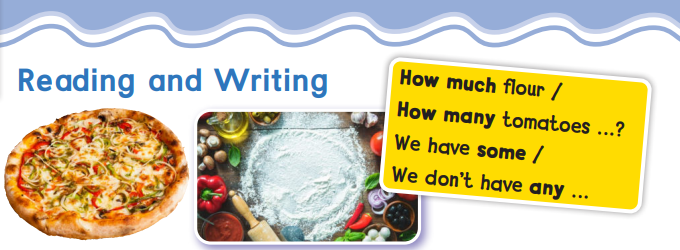 Reading and Writing
How much flour /
How many tomatoes ...?
We have some /
We don't have any ...